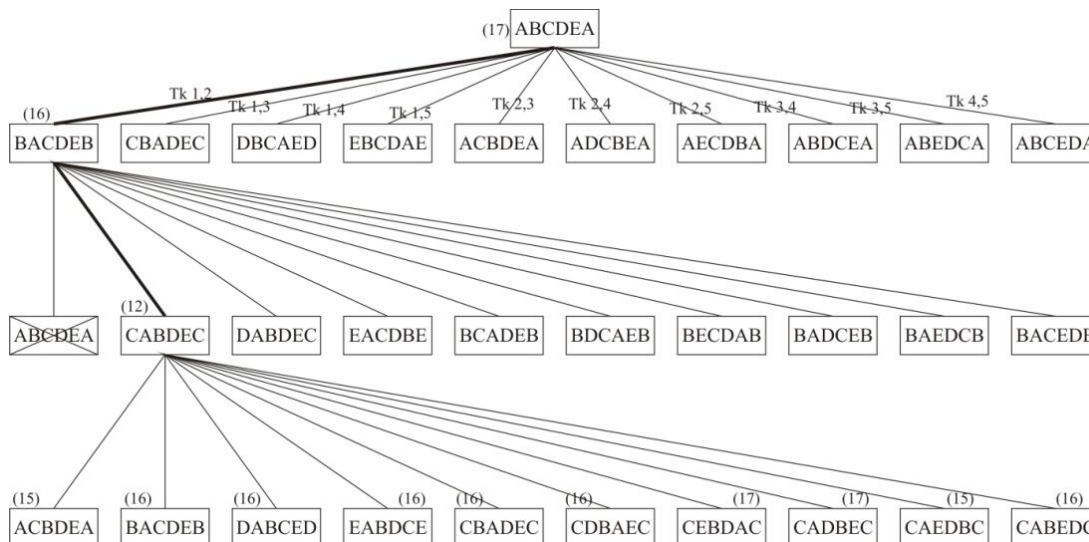 (17) ABCDEA
Tk 1,2 Tk 1,3 Tk 1,4 Tk 1,5 Tk 2,3 Tk 2,4 Tk 2,5 Tk 3,4 Tk 3,5 Tk 4,5
(16)
BACDEB CBADEC DBCAED EBCDAE ACBDEA ADCBEA AECDBA ABDCEA ABEDCA ABCEDA
(12)
ABCDEA CABDEC DABDEC EACDBE BCADEB BDCAEB BECDAB BADCEB BAEDCB BACEDB
(15) (16) (16) (16) (16) (16) (17) (17) (15) (16)
ACBDEA BACDEB DABCED EABDCE CBADEC CDBAEC CEBDAC CADBEC CAEDBC CABEDC